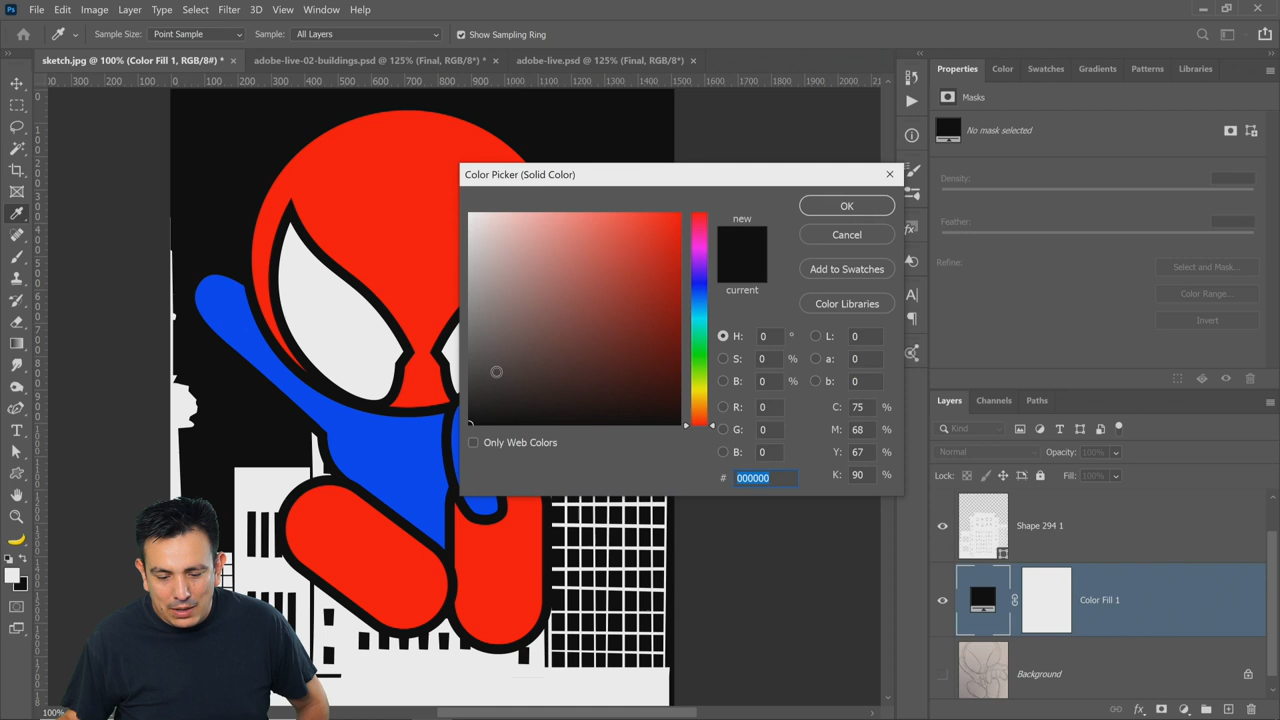 Ps File Edit Image Layer Type Select Filter 3D View Window Help
Sample Size: Point Sample Sample: All Layers Show Sampling Ring
sketch.jpg @ 100% (Color Fill 1, RGB/8#) * × adobe-live-02-buildings.psd @ 125% (Final, RGB/8*) * × adobe-live.psd @ 125% (Final, RGB/8*) ×
Properties Color Swatches Gradients Patterns Libraries
Masks
No mask selected
Density:
Feather:
Refine:
Select and Mask...
Color Range...
Invert
Color Picker (Solid Color)
new
current
OK
Cancel
Add to Swatches
Color Libraries
H: 0 ° L: 0
S: 0 % a: 0
B: 0 % b: 0
R: 0 C: 75 %
G: 0 M: 68 %
B: 0 Y: 67 %
# 000000 K: 90 %
Only Web Colors
Layers Channels Paths
Kind
Normal Opacity: 100%
Lock: Fill: 100%
Shape 294 1
Color Fill 1
Background
100%